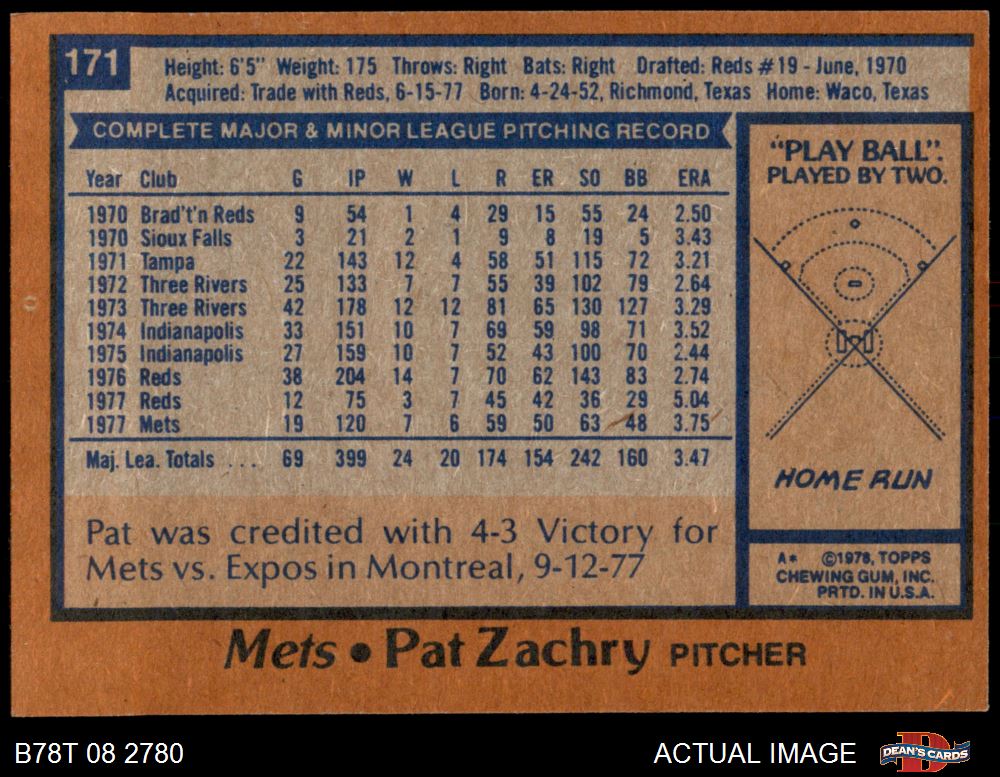 171
Height: 6'5" Weight: 175 Throws: Right Bats: Right Drafted: Reds #19 - June, 1970
Acquired: Trade with Reds, 6-15-77 Born: 4-24-52, Richmond, Texas Home: Waco, Texas
COMPLETE MAJOR & MINOR LEAGUE PITCHING RECORD
Year Club G IP W L R ER SO BB ERA
1970 Brad't'n Reds 9 54 1 4 29 15 55 24 2.50
1970 Sioux Falls 3 21 2 1 9 8 19 5 3.43
1971 Tampa 22 143 12 4 58 51 115 72 3.21
1972 Three Rivers 25 133 7 7 55 39 102 79 2.64
1973 Three Rivers 42 178 12 12 81 65 130 127 3.29
1974 Indianapolis 33 151 10 7 69 59 98 71 3.52
1975 Indianapolis 27 159 10 7 52 43 100 70 2.44
1976 Reds 38 204 14 7 70 62 143 83 2.74
1977 Reds 12 75 3 7 45 42 36 29 5.04
1977 Mets 19 120 7 6 59 50 63 48 3.75
Maj. Lea. Totals ... 69 399 24 20 174 154 242 160 3.47
Pat was credited with 4-3 Victory for
Mets vs. Expos in Montreal, 9-12-77
"PLAY BALL".
PLAYED BY TWO.
HOME RUN
A* ©1978, TOPPS
CHEWING GUM, INC.
PRTD. IN U.S.A.
Mets • Pat Zachry PITCHER
B78T 08 2780
ACTUAL IMAGE
D
DEAN'S CARDS